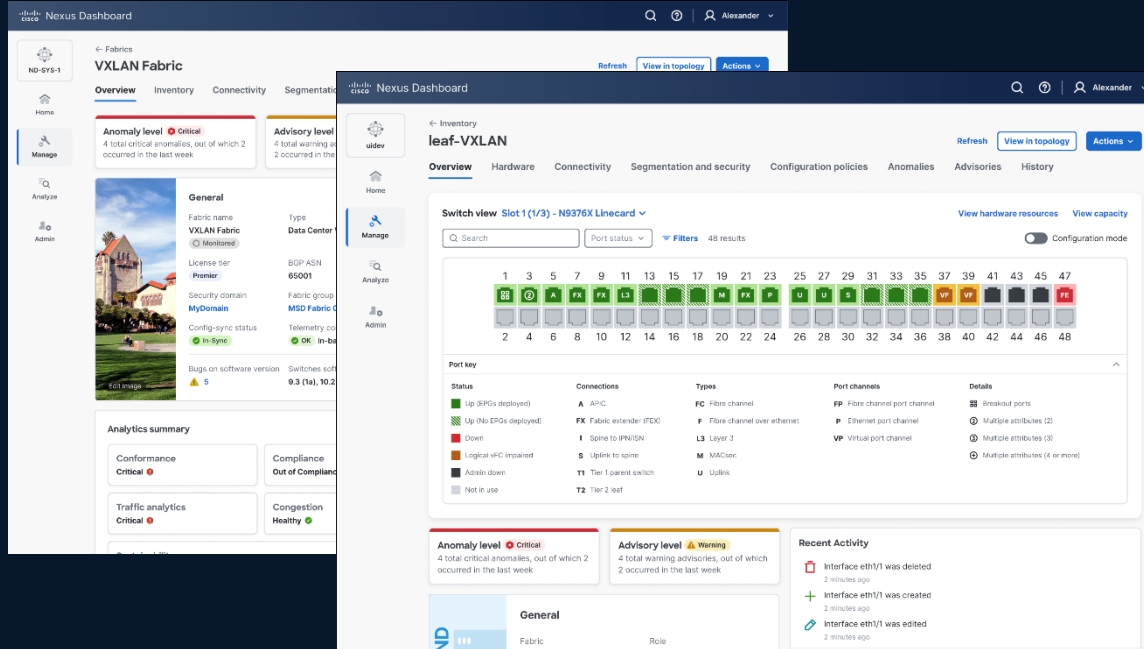 cisco Nexus Dashboard
Alexander
ND-SYS-1
Home
Manage
Analyze
Admin
← Fabrics
VXLAN Fabric
Refresh View in topology Actions
Overview Inventory Connectivity
Anomaly level Critical
4 total critical anomalies, out of which 2
occurred in the last week
Advisory level
4 total warning
2 occurred in the
Edit Image
General
Fabric name Type
VXLAN Fabric Data Center
Monitored
License tier BGP ASN
Premier 65001
Security domain Fabric group
MyDomain MSD Fabric
Config-sync status Telemetry
In-Sync OK
Bugs on software version Switches
5 9.3 (1a), 10.2
Analytics summary
Conformance Compliance
Critical Out of
Traffic analytics Congestion
Critical Healthy
cisco Nexus Dashboard
Alexander
uidev
Home
Manage
Analyze
Admin
← Inventory
leaf-VXLAN
Refresh View in topology Actions
Overview Hardware Connectivity Segmentation and security Configuration policies Anomalies Advisories History
Switch view Slot 1 (1/3) - N9376X Linecard
View hardware resources View capacity
Search Port status Filters 48 results Configuration mode
1 3 5 7 9 11 13 15 17 19 21 23 25 27 29 31 33 35 37 39 41 43 45 47
2 A FX FX L3 M FX P U U S VF VF FE
2 4 6 8 10 12 14 16 18 20 22 24 26 28 30 32 34 36 38 40 42 44 46 48
Port key
Status Connections Types Port channels Details
Up (EPGs deployed) A APIC FC Fibre channel FP Fibre channel port channel Breakout ports
Up (No EPGs deployed) FX Fabric extender (FEX) F Fibre channel over ethernet P Ethernet port channel 2 Multiple attributes (2)
Down I Spine to IPN/ISN L3 Layer 3 VP Virtual port channel 3 Multiple attributes (3)
Logical vFC impaired S Uplink to spine M MACsec Multiple attributes (4 or more)
Admin down T1 Tier 1 parent switch U Uplink
Not in use T2 Tier 2 leaf
Anomaly level Critical
4 total critical anomalies, out of which 2
occurred in the last week
Advisory level Warning
4 total warning advisories, out of which
2 occurred in the last week
General
Fabric Role
Recent Activity
Interface eth1/1 was deleted
2 minutes ago
Interface eth1/1 was created
2 minutes ago
Interface eth1/1 was edited
2 minutes ago